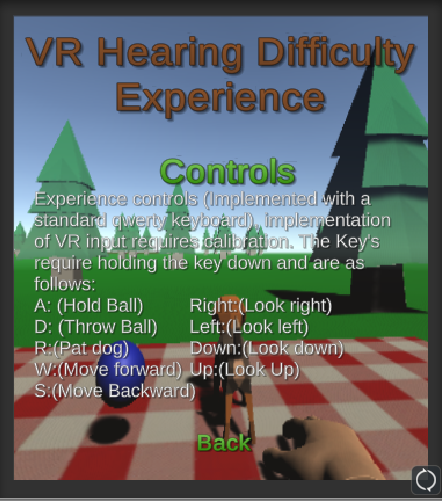 VR Hearing Difficulty
Experience
Controls
Experience controls (Implemented with a
standard qwerty keyboard), implementation
of VR input requires calibration. The Key's
require holding the key down and are as
follows:
A: (Hold Ball) Right:(Look right)
D: (Throw Ball) Left:(Look left)
R:(Pat dog) Down:(Look down)
W:(Move forward) Up:(Look Up)
S:(Move Backward)
Back